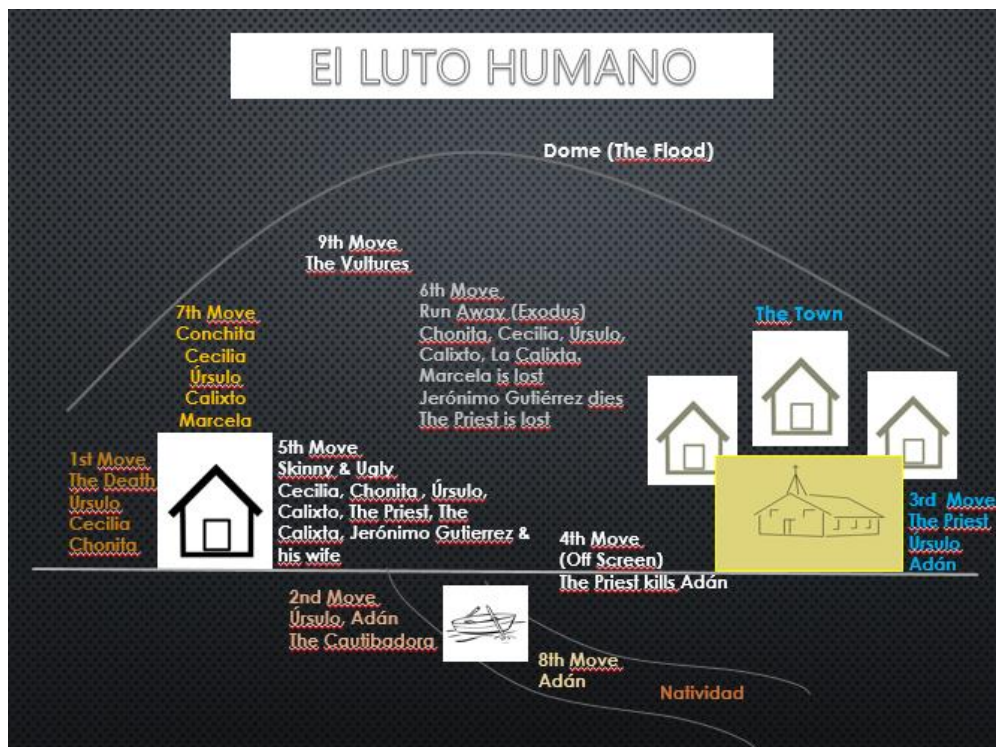 El LUTO HUMANO
Dome (The Flood)
9th Move
The Vultures
6th Move
Run Away (Exodus)
Chonita, Cecilia, Úrsulo,
Calixto, La Calixta,
Marcela is lost
Jerónimo Gutiérrez dies
The Priest is lost
7th Move
Conchita
Cecilia
Úrsulo
Calixto
Marcela
The Town
1st Move
The Death
Úrsulo
Cecilia
Chonita
5th Move
Skinny & Ugly
Cecilia, Chonita , Úrsulo,
Calixto, The Priest, The
Calixta, Jerónimo Gutierrez &
his wife
3rd Move
The Priest
Úrsulo
Adán
4th Move
(Off Screen)
The Priest kills Adán
2nd Move
Úrsulo, Adán
The Cautibadora
8th Move
Adán
Natividad